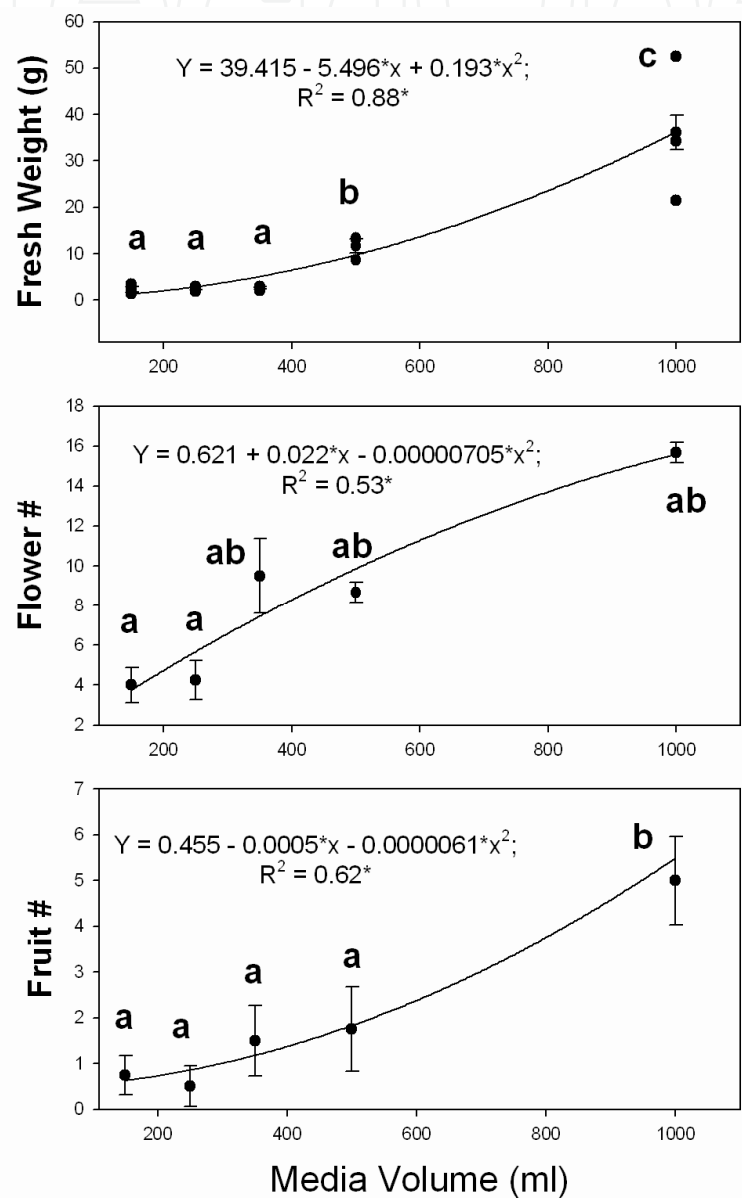 Fresh Weight (g)
60
50
40
30
20
10
0
Y = 39.415 - 5.496*x + 0.193*x²;
R² = 0.88*
a
a
a
b
c
200
400
600
800
1000
Flower #
18
16
14
12
10
8
6
4
2
Y = 0.621 + 0.022*x - 0.00000705*x²;
R² = 0.53*
a
a
ab
ab
ab
200
400
600
800
1000
Fruit #
7
6
5
4
3
2
1
0
Y = 0.455 - 0.0005*x - 0.0000061*x²;
R² = 0.62*
a
a
a
a
b
200
400
600
800
1000
Media Volume (ml)